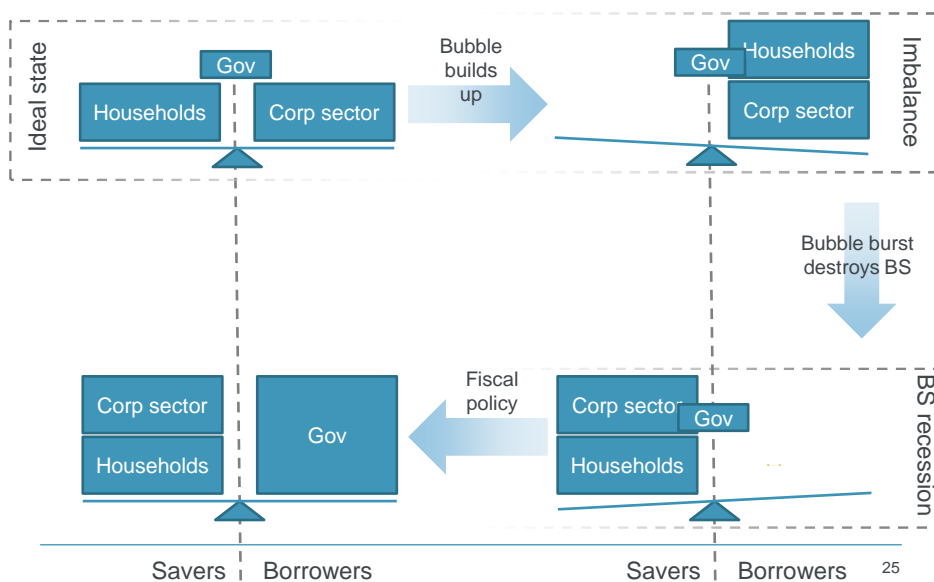 Ideal state
Gov
Households
Corp sector
Bubble
builds
up
Households
Gov
Corp sector
Imbalance
Bubble burst
destroys BS
Corp sector
Households
Gov
Fiscal
policy
Corp sector
Gov
Households
BS recession
Savers
Borrowers
Savers
Borrowers
25